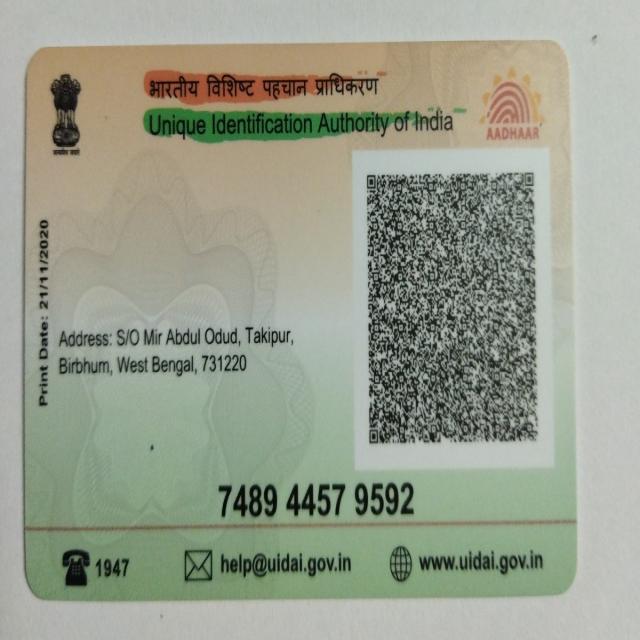 भारतीय विशिष्ट पहचान प्राधिकरण
Unique Identification Authority of India
AADHAAR
सत्यमेव जयते
Print Date: 21/11/2020
Address: S/O Mir Abdul Odud, Takipur,
Birbhum, West Bengal, 731220
7489 4457 9592
1947
help@uidai.gov.in
www.uidai.gov.in